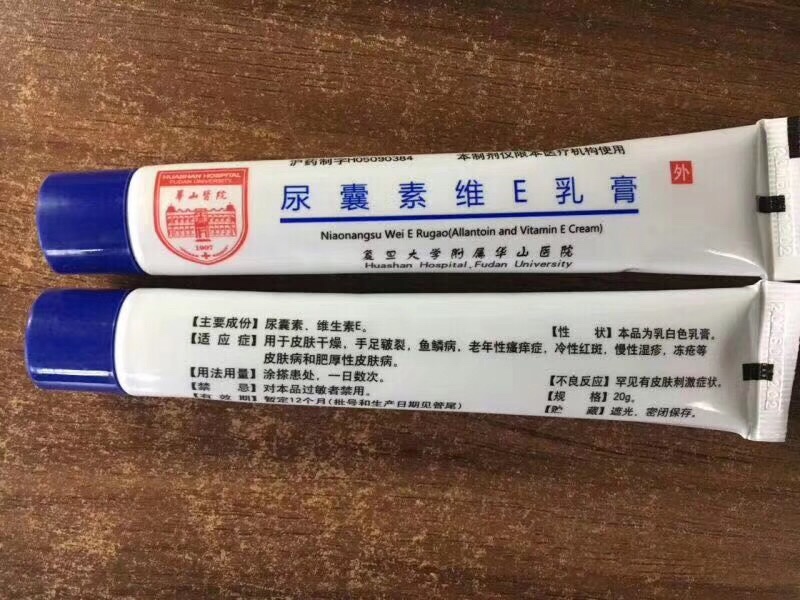 沪药制字H05090384 本制剂仅限本医疗机构使用
HUASHAN HOSPITAL
FUDAN UNIVERSITY
華山醫院
1907
尿囊素维E乳膏
外
Niaonangsu Wei E Rugao(Allantoin and Vitamin E Cream)
复旦大学附属华山医院
Huashan Hospital,Fudan University
【主要成份】尿囊素、维生素E。
【适应症】用于皮肤干燥,手足皲裂,鱼鳞病,老年性瘙痒症,冷性红斑,慢性湿疹,冻疮等
皮肤病和肥厚性皮肤病。
【用法用量】涂搽患处,一日数次。
【禁 忌】对本品过敏者禁用。
【有效期】暂定12个月(批号和生产日期见管尾)
【性 状】本品为乳白色乳膏。
【不良反应】罕见有皮肤刺激症状。
【规 格】20g。
【贮 藏】遮光,密闭保存。